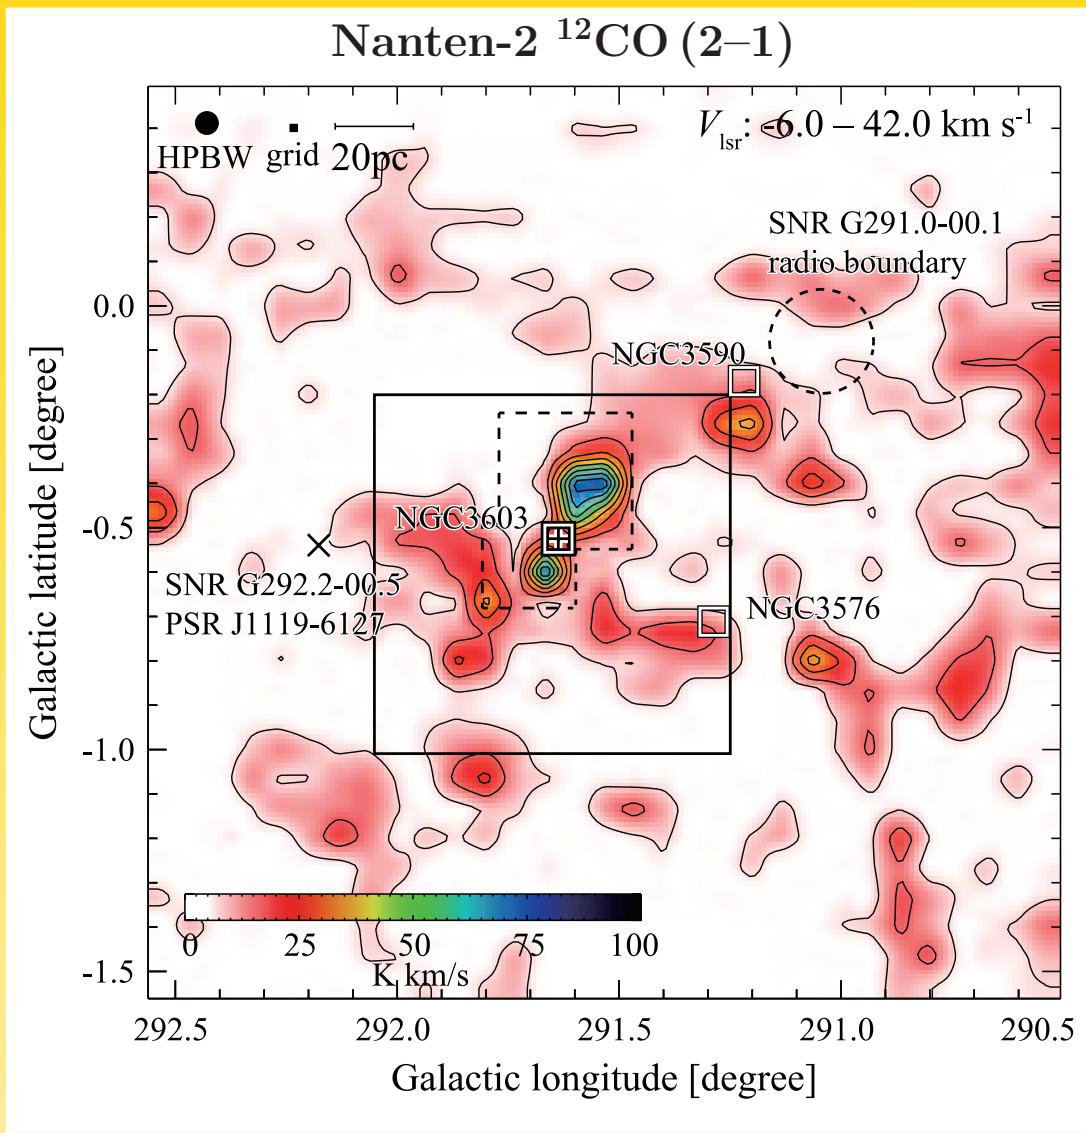 Nanten-2 ¹²CO (2–1)
V_lsr: -6.0 – 42.0 km s⁻¹
HPBW grid 20pc
SNR G291.0-00.1
radio boundary
NGC3590
NGC3603
SNR G292.2-00.5
PSR J1119-6127
NGC3576
0.0
-0.5
-1.0
-1.5
Galactic latitude [degree]
0 25 50 75 100
K km/s
292.5 292.0 291.5 291.0 290.5
Galactic longitude [degree]